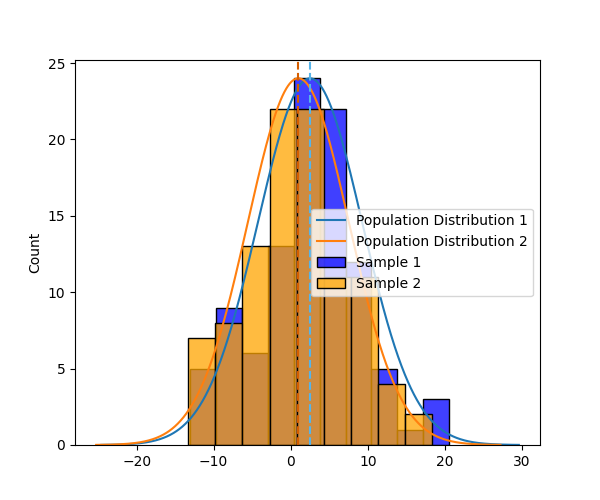 25
20
15
10
5
0
Count
Population Distribution 1
Population Distribution 2
Sample 1
Sample 2
−20 −10 0 10 20 30